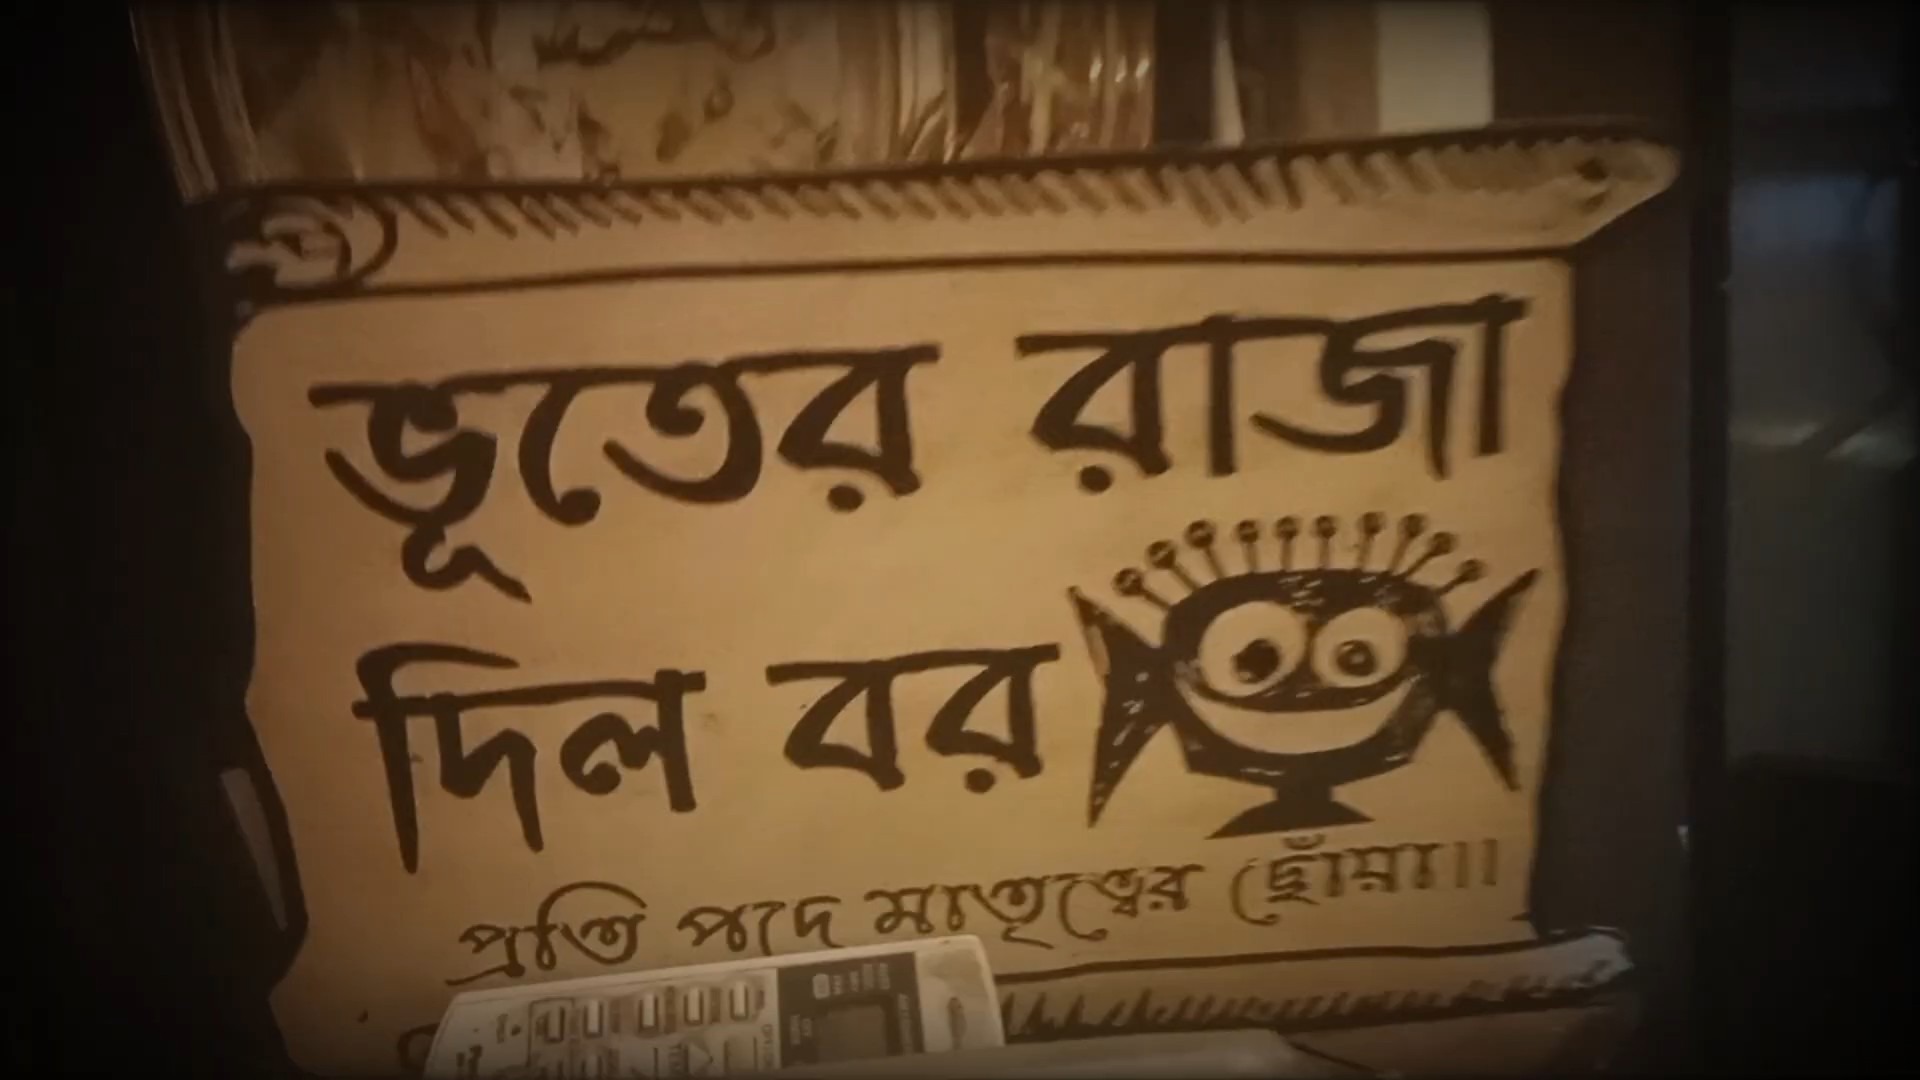 ভূতের রাজা
দিল বর
প্রতি পদে মাতৃত্বের ছোঁয়া।।